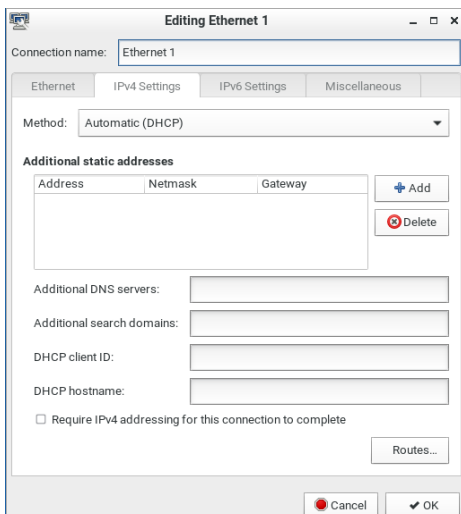 Editing Ethernet 1
Connection name: Ethernet 1
Ethernet IPv4 Settings IPv6 Settings Miscellaneous
Method: Automatic (DHCP)
Additional static addresses
Address Netmask Gateway
Add
Delete
Additional DNS servers:
Additional search domains:
DHCP client ID:
DHCP hostname:
Require IPv4 addressing for this connection to complete
Routes...
Cancel OK